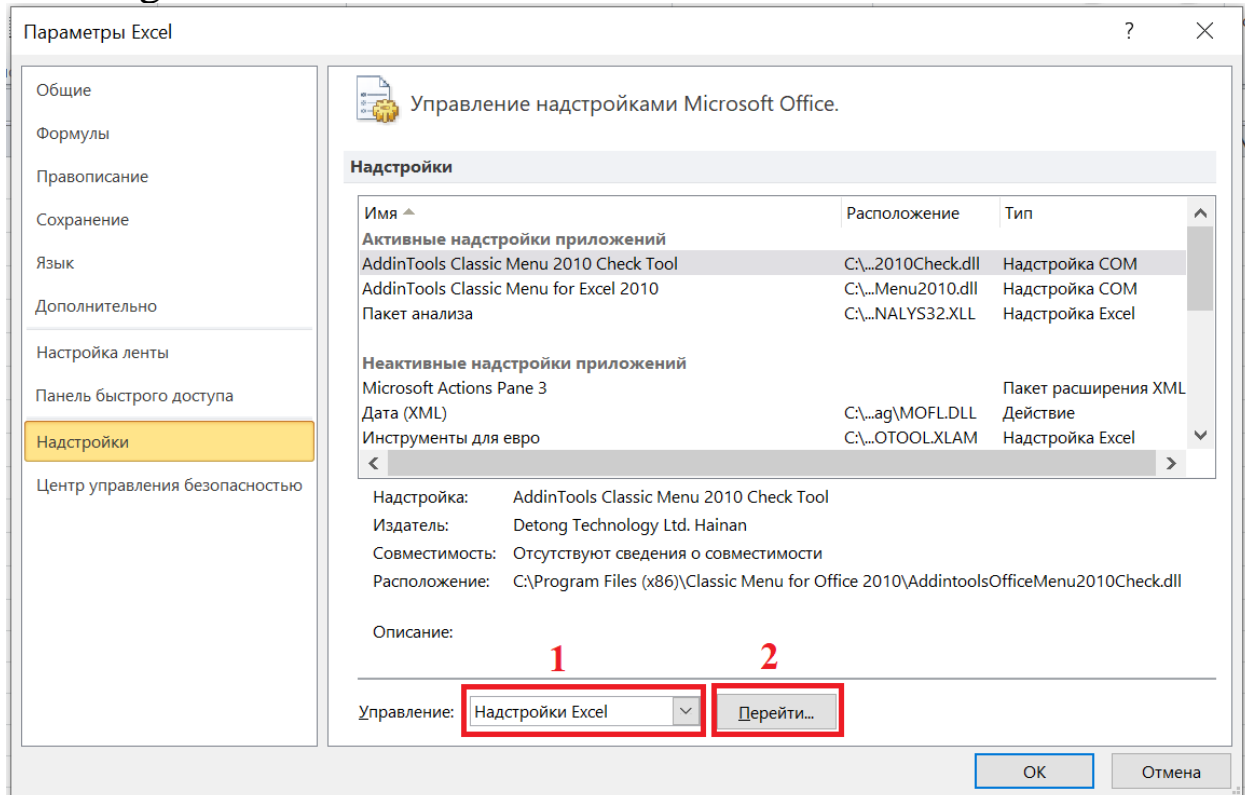 Параметры Excel
?
Общие
Формулы
Правописание
Сохранение
Язык
Дополнительно
Настройка ленты
Панель быстрого доступа
Надстройки
Центр управления безопасностью
Управление надстройками Microsoft Office.
Надстройки
Имя Расположение Тип
Активные надстройки приложений
AddinTools Classic Menu 2010 Check Tool C:\...2010Check.dll Надстройка COM
AddinTools Classic Menu for Excel 2010 C:\...Menu2010.dll Надстройка COM
Пакет анализа C:\...NALYS32.XLL Надстройка Excel
Неактивные надстройки приложений
Microsoft Actions Pane 3 Пакет расширения XML
Дата (XML) C:\...ag\MOFL.DLL Действие
Инструменты для евро C:\...OTOOL.XLAM Надстройка Excel
Надстройка: AddinTools Classic Menu 2010 Check Tool
Издатель: Detong Technology Ltd. Hainan
Совместимость: Отсутствуют сведения о совместимости
Расположение: C:\Program Files (x86)\Classic Menu for Office 2010\AddintoolsOfficeMenu2010Check.dll
Описание:
1 2
Управление: Надстройки Excel Перейти...
ОК Отмена